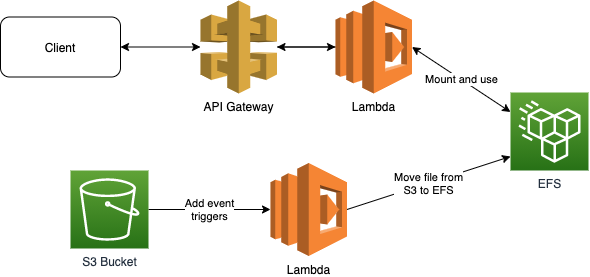 Client
API Gateway
Lambda
Mount and use
EFS
Move file from
S3 to EFS
Add event
triggers
S3 Bucket
Lambda